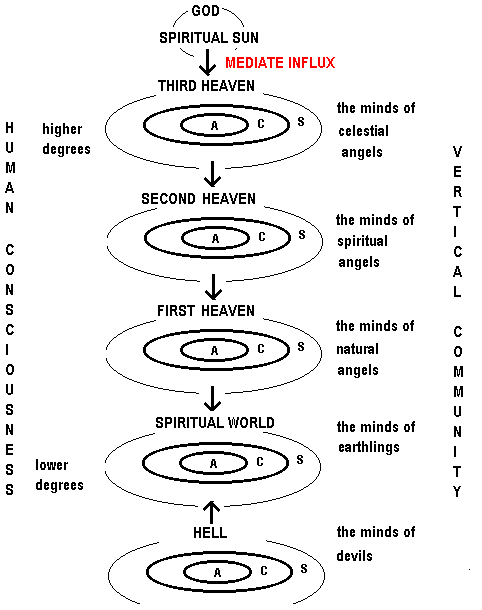 GOD
SPIRITUAL SUN
MEDIATE INFLUX
THIRD HEAVEN
higher
degrees
A C S
the minds of
celestial
angels
SECOND HEAVEN
A C S
the minds of
spiritual
angels
FIRST HEAVEN
A C S
the minds of
natural
angels
SPIRITUAL WORLD
lower
degrees
A C S
the minds of
earthlings
HELL
A C S
the minds of
devils
HUMAN CONSCIOUSNESS
VERTICAL COMMUNITY